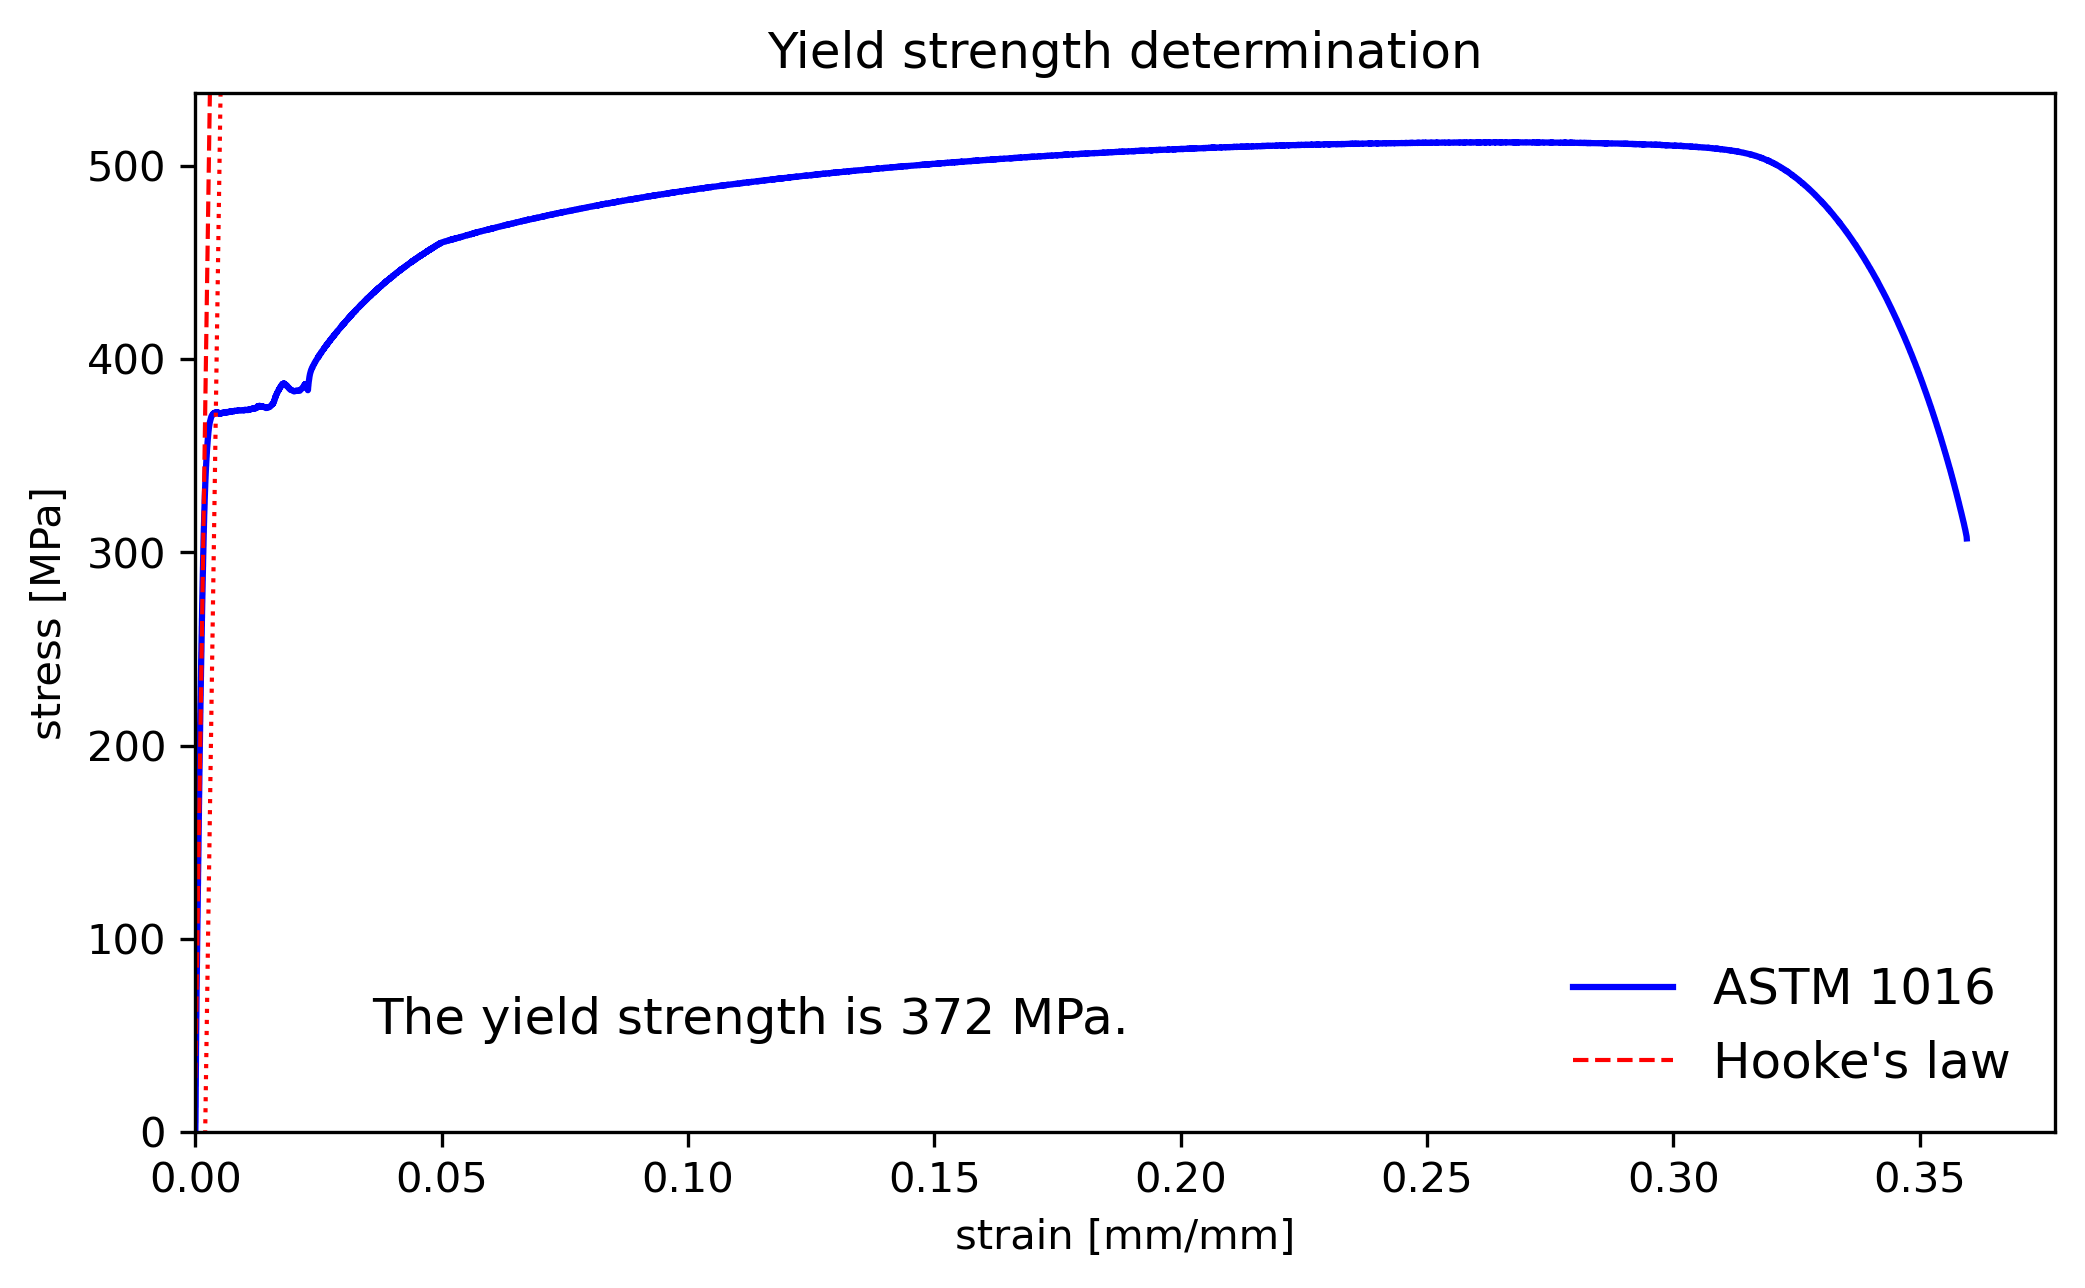 Yield strength determination
stress [MPa]
500
400
300
200
100
0
The yield strength is 372 MPa.
ASTM 1016
Hooke's law
0.00 0.05 0.10 0.15 0.20 0.25 0.30 0.35
strain [mm/mm]